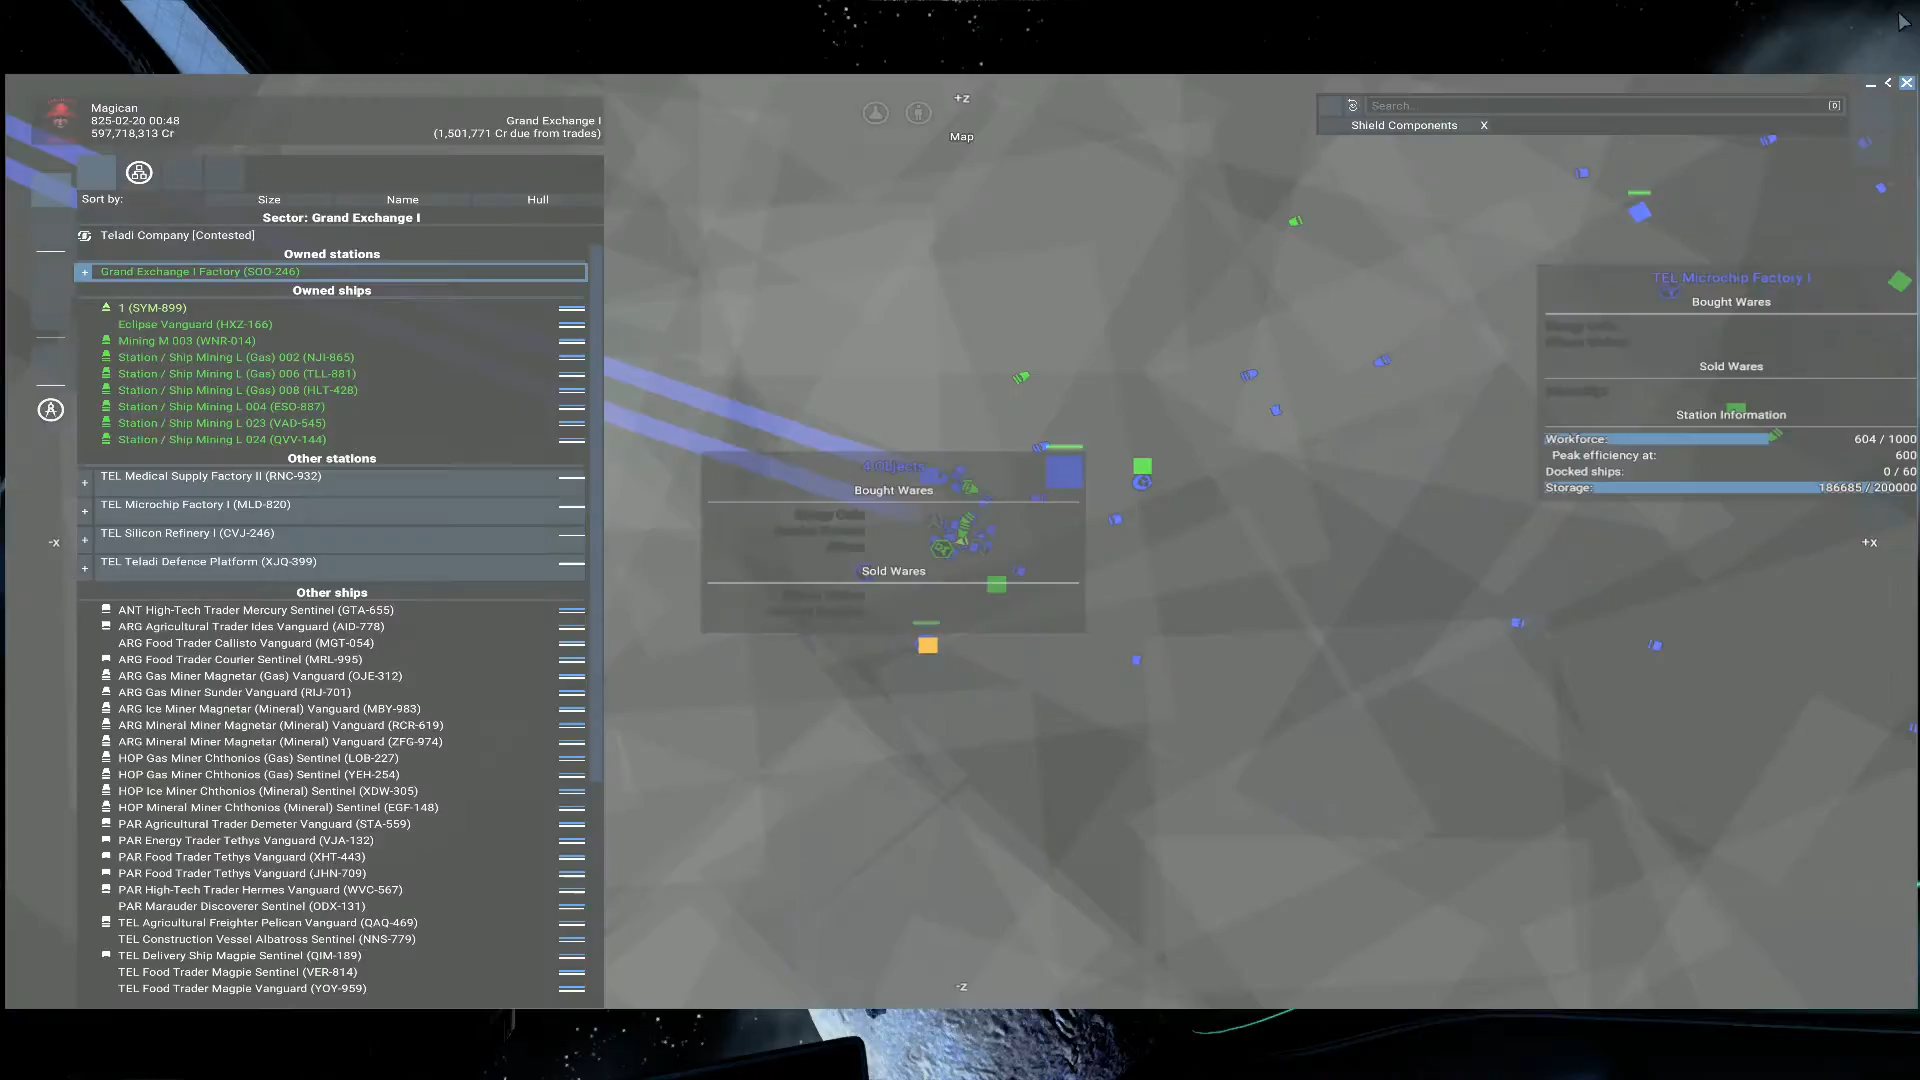 Magican
825-02-20 00:48
597,718,313 Cr
Grand Exchange I
(1,501,771 Cr due from trades)
Sort by:
Size
Name
Hull
Sector: Grand Exchange I
Teladi Company [Contested]
Owned stations
+ Grand Exchange I Factory (SOO-246)
Owned ships
1 (SYM-899)
Eclipse Vanguard (HXZ-166)
Mining M 003 (WNR-014)
Station / Ship Mining L (Gas) 002 (NJI-865)
Station / Ship Mining L (Gas) 006 (TLL-881)
Station / Ship Mining L (Gas) 008 (HLT-428)
Station / Ship Mining L 004 (ESO-887)
Station / Ship Mining L 023 (VAD-545)
Station / Ship Mining L 024 (QVV-144)
Other stations
+ TEL Medical Supply Factory II (RNC-932)
+ TEL Microchip Factory I (MLD-820)
+ TEL Silicon Refinery I (CVJ-246)
+ TEL Teladi Defence Platform (XJQ-399)
Other ships
ANT High-Tech Trader Mercury Sentinel (GTA-655)
ARG Agricultural Trader Ides Vanguard (AID-778)
ARG Food Trader Callisto Vanguard (MGT-054)
ARG Food Trader Courier Sentinel (MRL-995)
ARG Gas Miner Magnetar (Gas) Vanguard (OJE-312)
ARG Gas Miner Sunder Vanguard (RIJ-701)
ARG Ice Miner Magnetar (Mineral) Vanguard (MBY-983)
ARG Mineral Miner Magnetar (Mineral) Vanguard (RCR-619)
ARG Mineral Miner Magnetar (Mineral) Vanguard (ZFG-974)
HOP Gas Miner Chthonios (Gas) Sentinel (LOB-227)
HOP Gas Miner Chthonios (Gas) Sentinel (YEH-254)
HOP Ice Miner Chthonios (Mineral) Sentinel (XDW-305)
HOP Mineral Miner Chthonios (Mineral) Sentinel (EGF-148)
PAR Agricultural Trader Demeter Vanguard (STA-559)
PAR Energy Trader Tethys Vanguard (VJA-132)
PAR Food Trader Tethys Vanguard (XHT-443)
PAR Food Trader Tethys Vanguard (JHN-709)
PAR High-Tech Trader Hermes Vanguard (WVC-567)
PAR Marauder Discoverer Sentinel (ODX-131)
TEL Agricultural Freighter Pelican Vanguard (QAQ-469)
TEL Construction Vessel Albatross Sentinel (NNS-779)
TEL Delivery Ship Magpie Sentinel (QIM-189)
TEL Food Trader Magpie Sentinel (VER-814)
TEL Food Trader Magpie Vanguard (YOY-959)
+z
Map
-x
+x
-z
4 Objects
Bought Wares
Sold Wares
Search...
Shield Components X
TEL Microchip Factory I
Bought Wares
Sold Wares
Station Information
Workforce: 604 / 1000
Peak efficiency at: 600
Docked ships: 0 / 60
Storage: 186685 / 200000